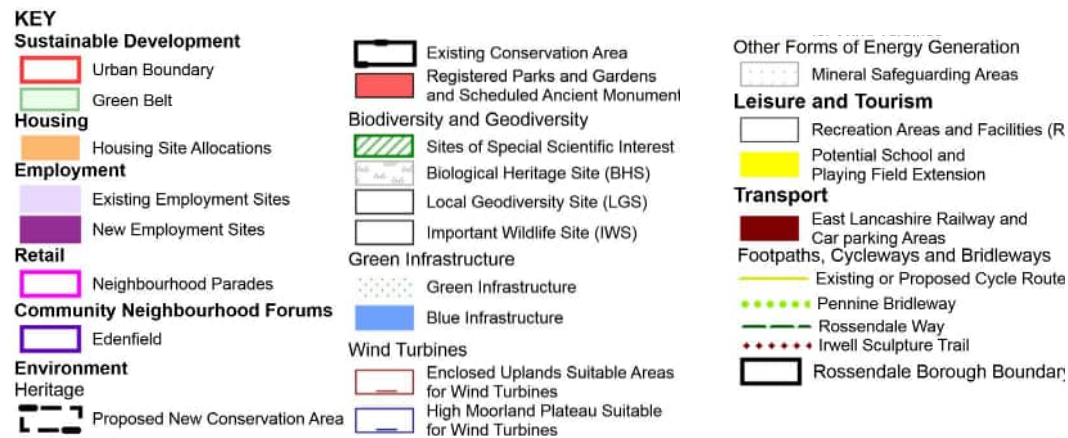 KEY
Sustainable Development
Urban Boundary
Green Belt
Housing
Housing Site Allocations
Employment
Existing Employment Sites
New Employment Sites
Retail
Neighbourhood Parades
Community Neighbourhood Forums
Edenfield
Environment
Heritage
Proposed New Conservation Area
Existing Conservation Area
Registered Parks and Gardens
and Scheduled Ancient Monument
Biodiversity and Geodiversity
Sites of Special Scientific Interest
Biological Heritage Site (BHS)
Local Geodiversity Site (LGS)
Important Wildlife Site (IWS)
Green Infrastructure
Green Infrastructure
Blue Infrastructure
Wind Turbines
Enclosed Uplands Suitable Areas
for Wind Turbines
High Moorland Plateau Suitable
for Wind Turbines
Other Forms of Energy Generation
Mineral Safeguarding Areas
Leisure and Tourism
Recreation Areas and Facilities (R
Potential School and
Playing Field Extension
Transport
East Lancashire Railway and
Car parking Areas
Footpaths, Cycleways and Bridleways
Existing or Proposed Cycle Route
Pennine Bridleway
Rossendale Way
Irwell Sculpture Trail
Rossendale Borough Boundary